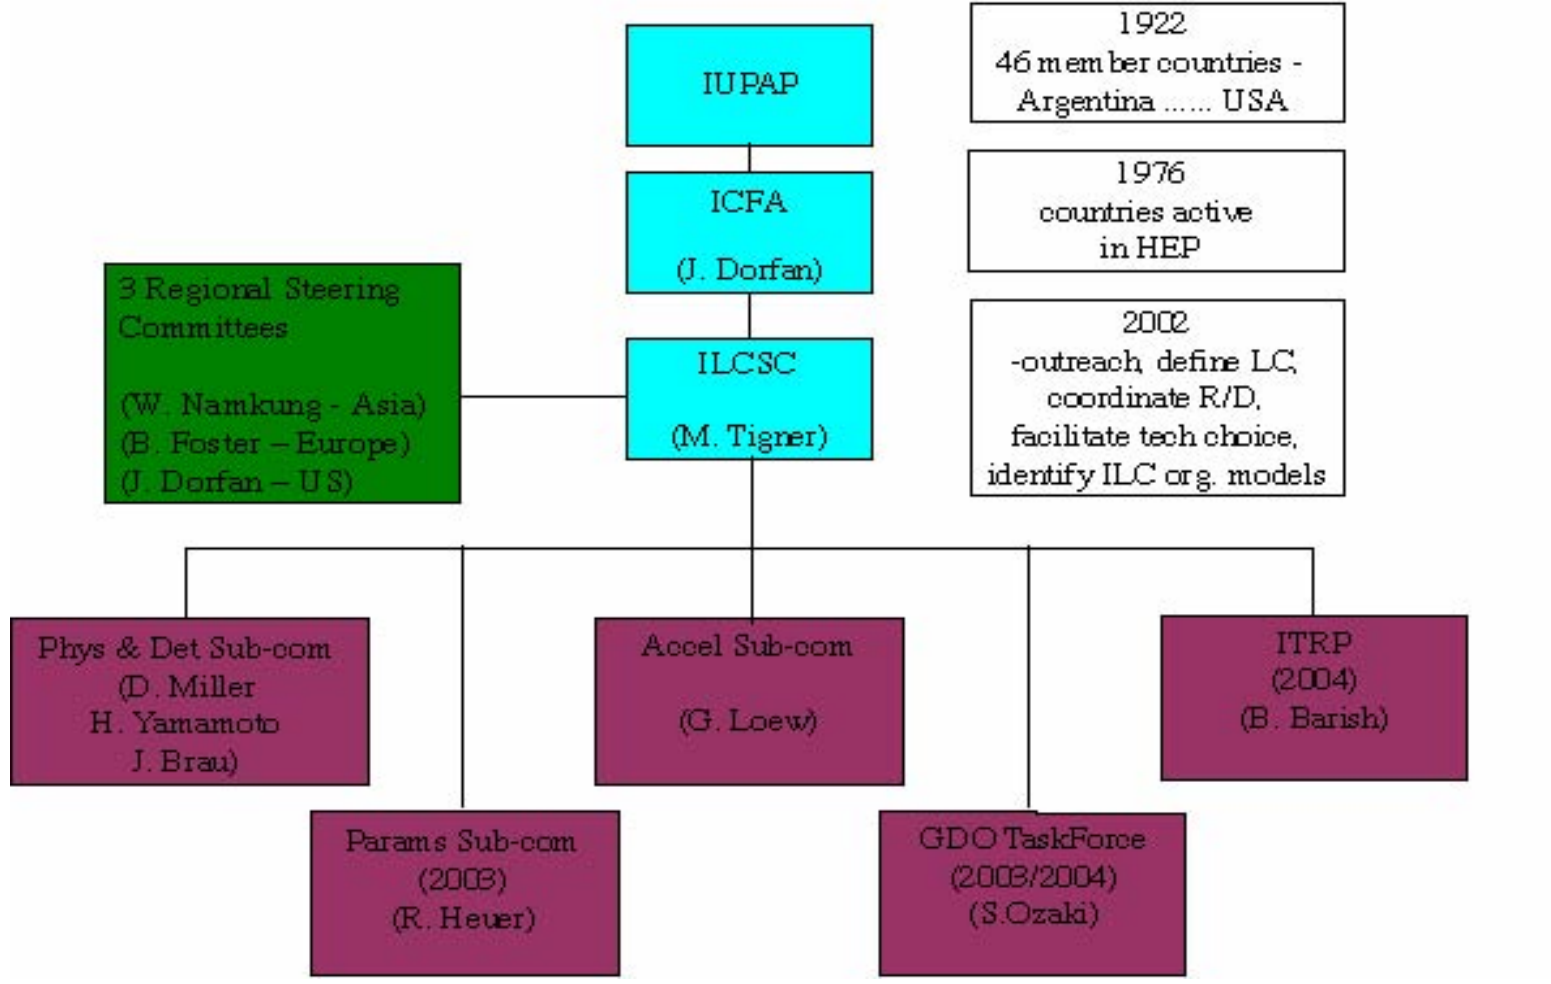 IUPAP
1922
46 member countries -
Argentina ...... USA
ICFA
(J. Dorfan)
1976
countries active
in HEP
3 Regional Steering
Committees
(W. Namkung - Asia)
(B. Foster – Europe)
(J. Dorfan – US)
ILCSC
(M. Tigner)
2002
-outreach, define LC,
coordinate R/D,
facilitate tech choice,
identify ILC org. models
Phys & Det Sub-com
(D. Miller
H. Yamamoto
J. Brau)
Accel Sub-com
(G. Loew)
ITRP
(2004)
(B. Barish)
Params Sub-com
(2003)
(R. Heuer)
GDO TaskForce
(2003/2004)
(S.Ozaki)